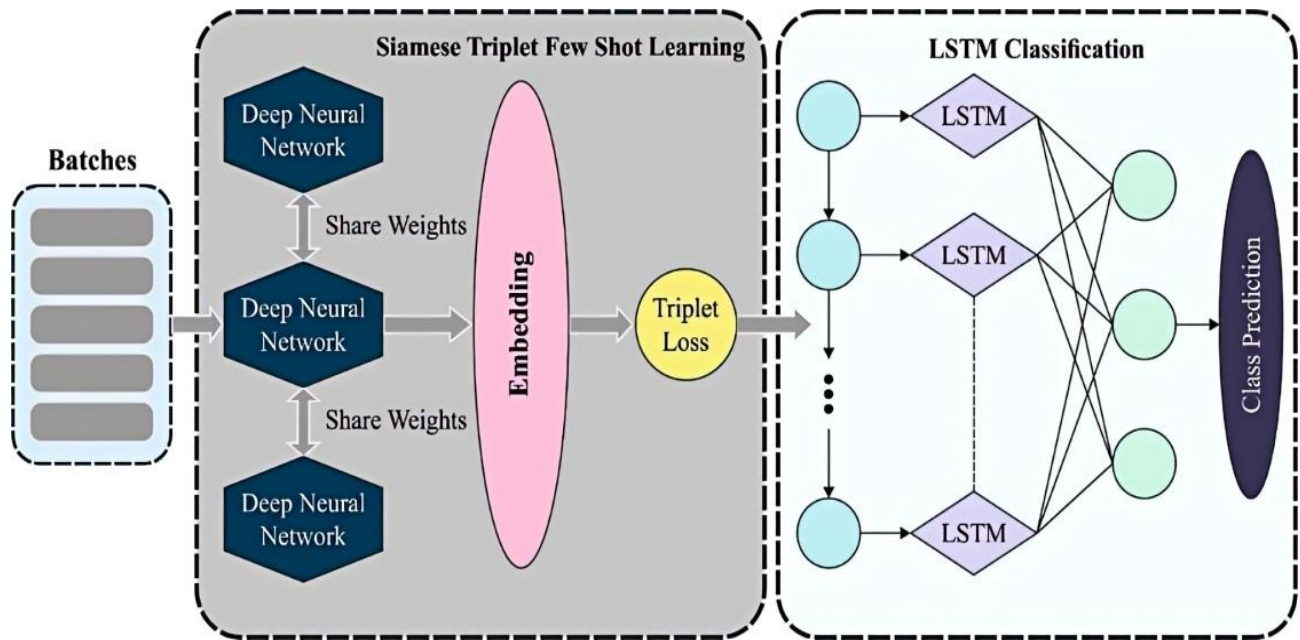 Siamese Triplet Few Shot Learning
LSTM Classification
Batches
Deep Neural
Network
Share Weights
Deep Neural
Network
Share Weights
Deep Neural
Network
Embedding
Triplet
Loss
LSTM
LSTM
LSTM
Class Prediction